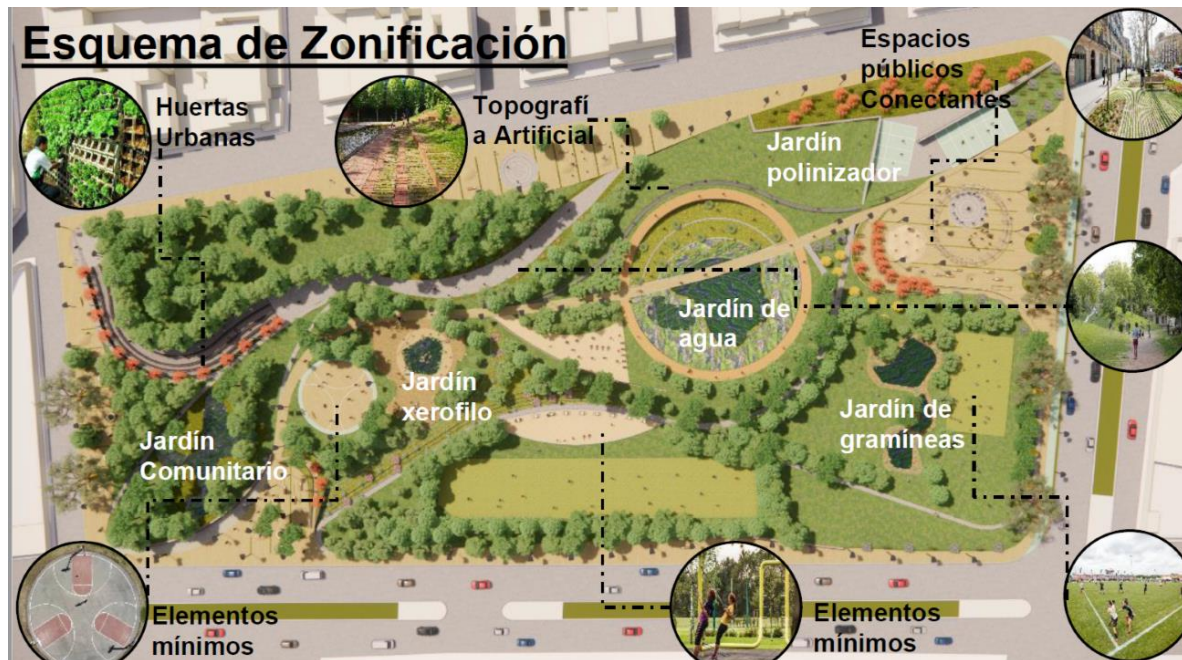 Esquema de Zonificación
Huertas
Urbanas
Topografí
a Artificial
Espacios
públicos
Conectantes
Jardín
polinizador
Jardín de
agua
Jardín
xerofilo
Jardín de
gramíneas
Jardín
Comunitario
Elementos
mínimos
Elementos
mínimos